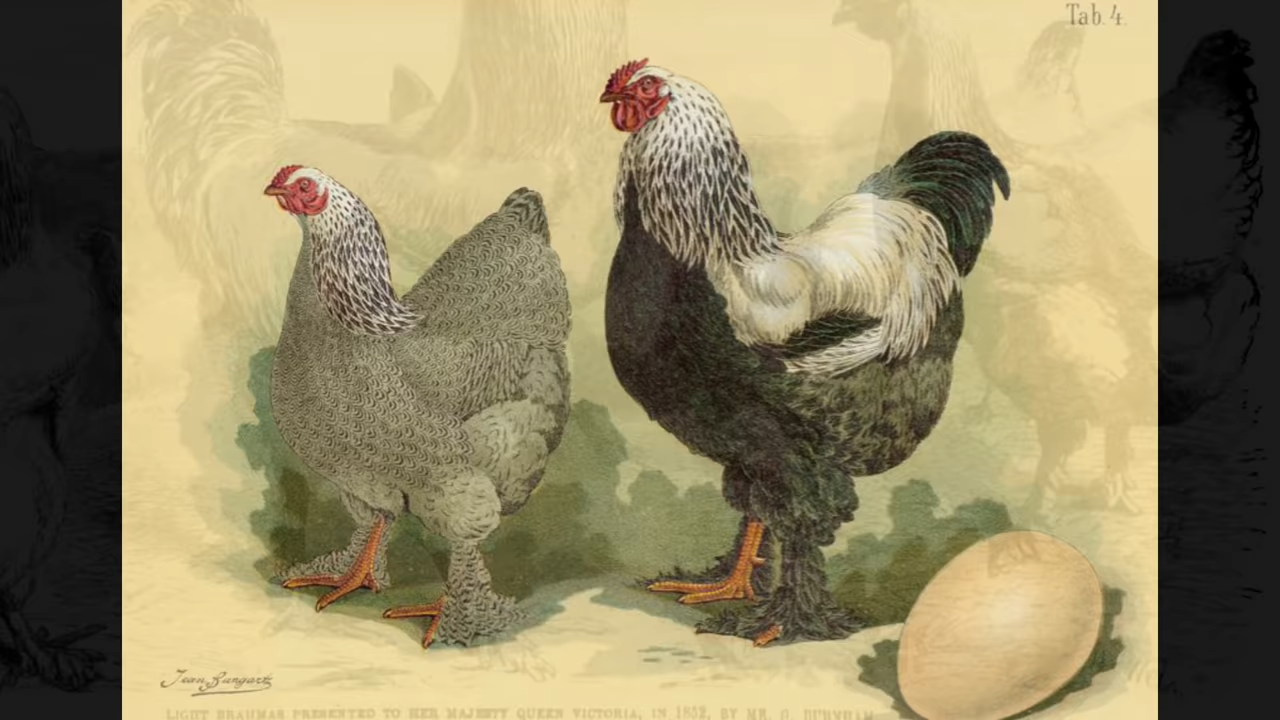 Tab. 4.
Jean Bungartz
LIGHT BRAHMAS PRESENTED TO HER MAJESTY QUEEN VICTORIA, IN 1852, BY MR. G. BURNHAM